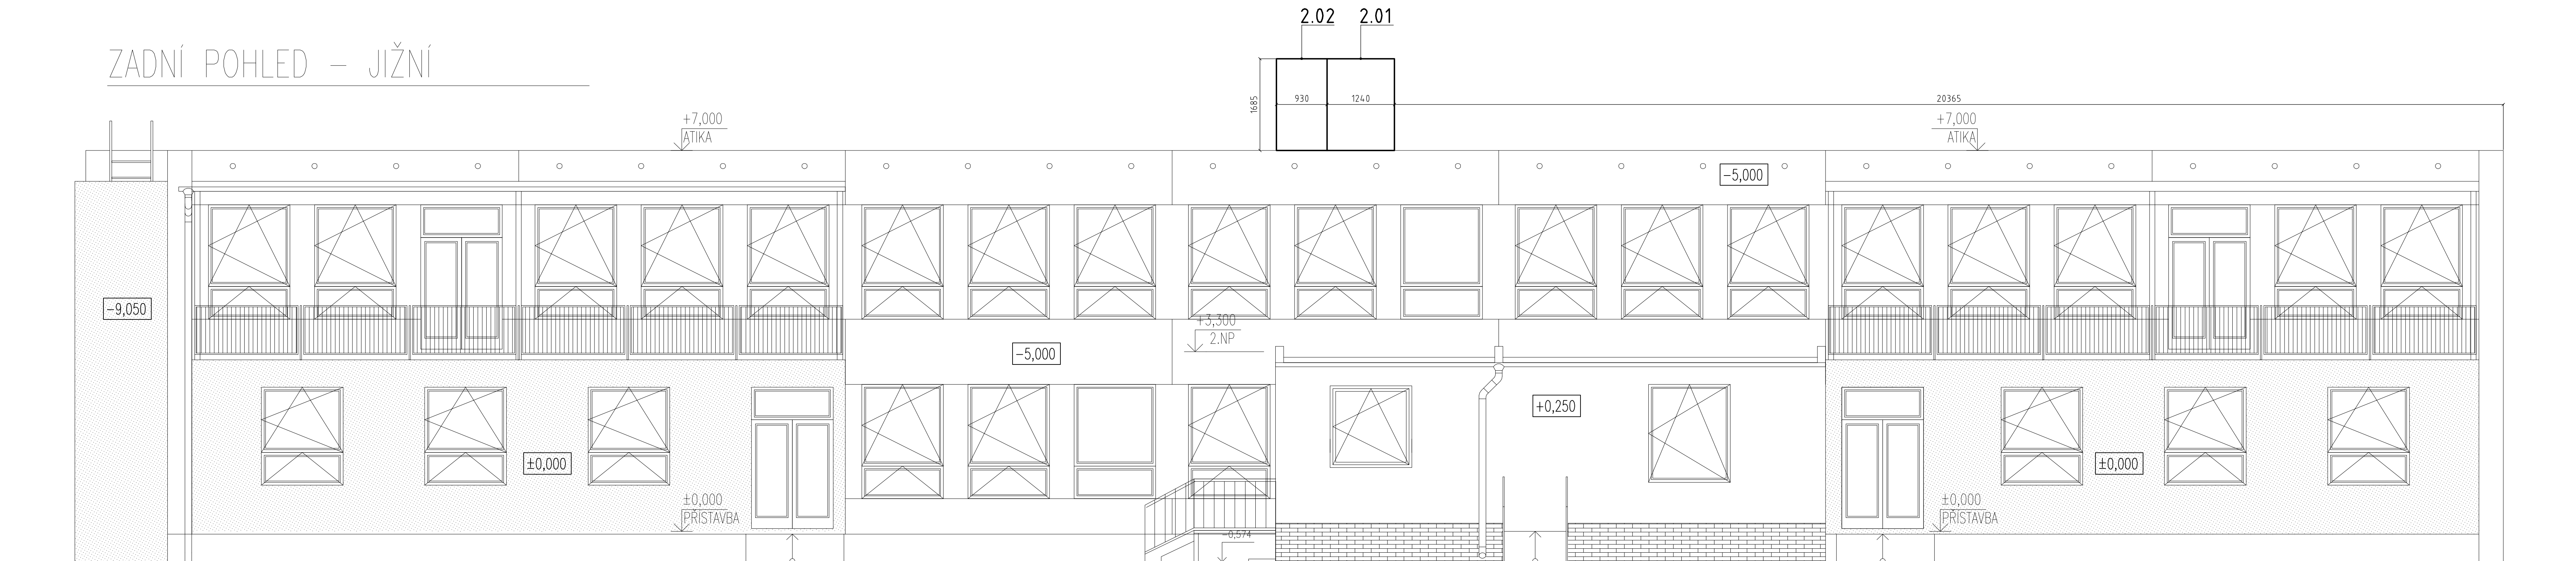 2.02 2.01
ZADNÍ POHLED – JIŽNÍ
1685
930
1240
20365
+7,000
ATIKA
+7,000
ATIKA
-5,000
-9,050
+3,300
2.NP
-5,000
+0,250
±0,000
±0,000
±0,000
PŘÍSTAVBA
±0,000
PŘÍSTAVBA
-0,574